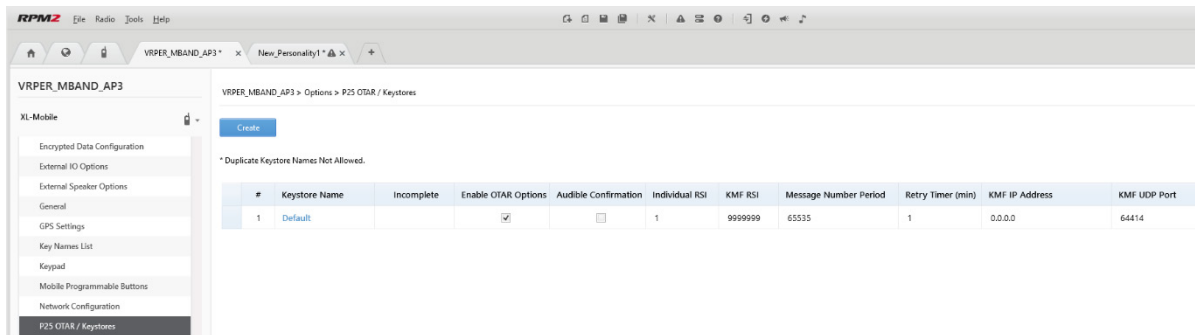 RPM2 File Radio Tools Help
VRPER_MBAND_AP3* x New_Personality1 * x +
VRPER_MBAND_AP3
VRPER_MBAND_AP3 > Options > P25 OTAR / Keystores
XL-Mobile
Create
Encrypted Data Configuration
* Duplicate Keystore Names Not Allowed.
External IO Options
External Speaker Options
# Keystore Name Incomplete Enable OTAR Options Audible Confirmation Individual RSI KMF RSI Message Number Period Retry Timer (min) KMF IP Address KMF UDP Port
General
1 Default 1 9999999 65535 1 0.0.0.0 64414
GPS Settings
Key Names List
Keypad
Mobile Programmable Buttons
Network Configuration
P25 OTAR / Keystores